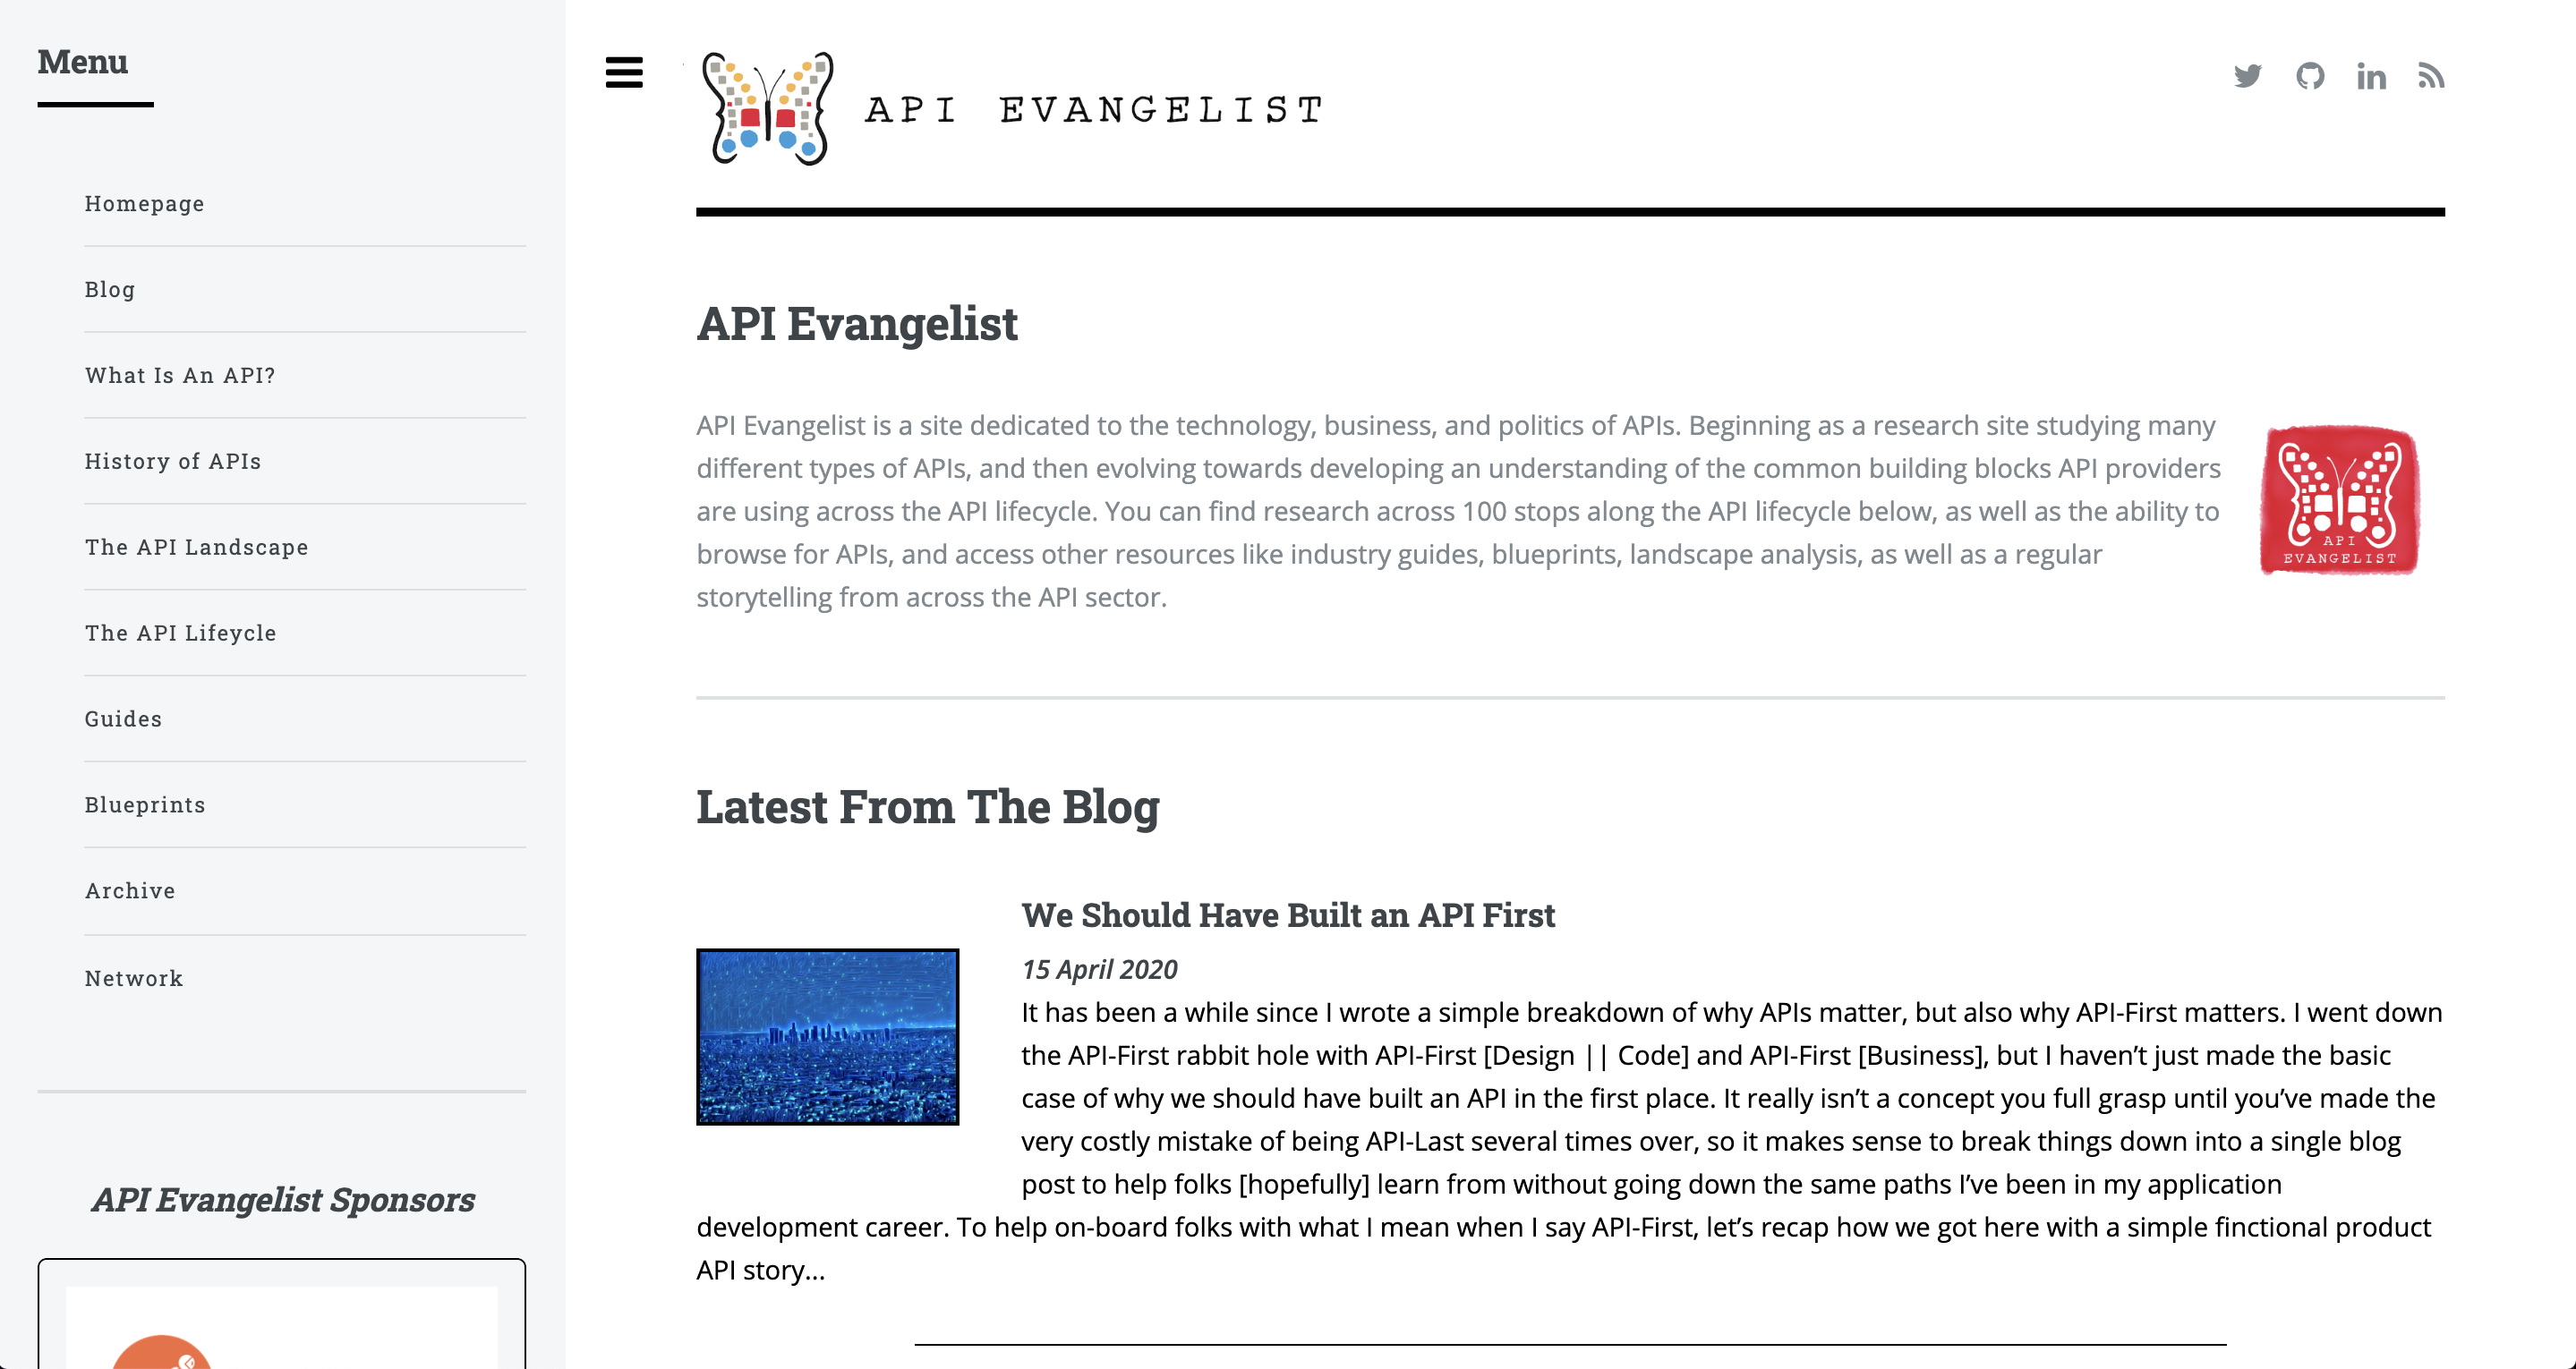 Menu
Homepage
Blog
What Is An API?
History of APIs
The API Landscape
The API Lifeycle
Guides
Blueprints
Archive
Network
API Evangelist Sponsors
API EVANGELIST
API Evangelist
API Evangelist is a site dedicated to the technology, business, and politics of APIs. Beginning as a research site studying many
different types of APIs, and then evolving towards developing an understanding of the common building blocks API providers
are using across the API lifecycle. You can find research across 100 stops along the API lifecycle below, as well as the ability to
browse for APIs, and access other resources like industry guides, blueprints, landscape analysis, as well as a regular
storytelling from across the API sector.
API
EVANGELIST
Latest From The Blog
We Should Have Built an API First
15 April 2020
It has been a while since I wrote a simple breakdown of why APIs matter, but also why API-First matters. I went down
the API-First rabbit hole with API-First [Design || Code] and API-First [Business], but I haven’t just made the basic
case of why we should have built an API in the first place. It really isn’t a concept you full grasp until you’ve made the
very costly mistake of being API-Last several times over, so it makes sense to break things down into a single blog
post to help folks [hopefully] learn from without going down the same paths I’ve been in my application
development career. To help on-board folks with what I mean when I say API-First, let’s recap how we got here with a simple finctional product
API story...